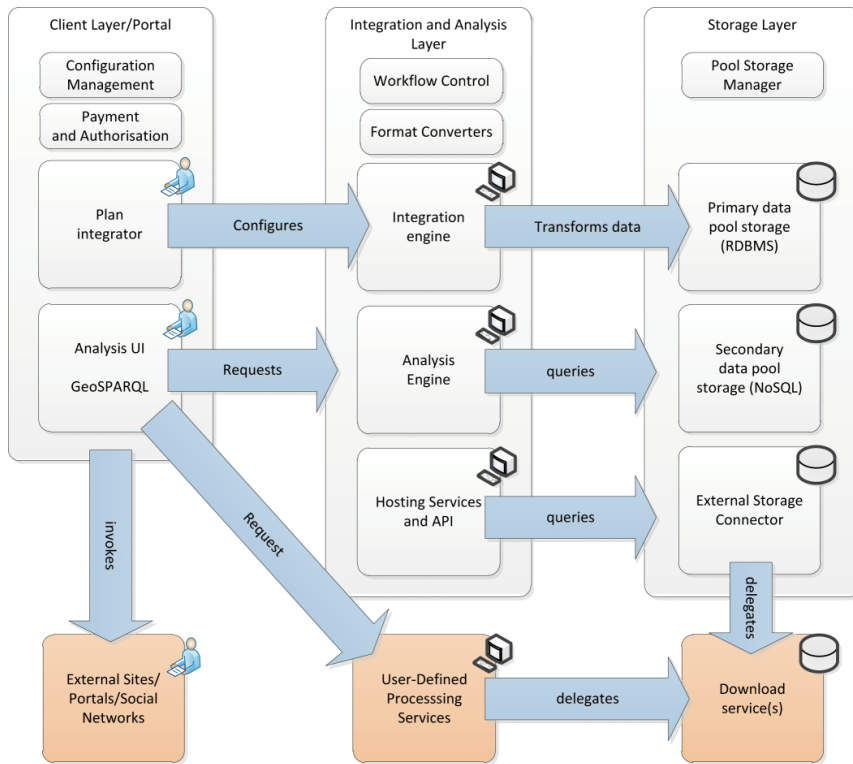 Client Layer/Portal
Configuration
Management
Payment
and Authorisation
Plan
integrator
Analysis UI
GeoSPARQL
Integration and Analysis
Layer
Workflow Control
Format Converters
Integration
engine
Analysis
Engine
Hosting Services
and API
Storage Layer
Pool Storage
Manager
Primary data
pool storage
(RDBMS)
Secondary
data pool
storage (NoSQL)
External Storage
Connector
Configures
Transforms data
Requests
queries
queries
invokes
Request
delegates
External Sites/
Portals/Social
Networks
User-Defined
Processsing
Services
delegates
Download
service(s)